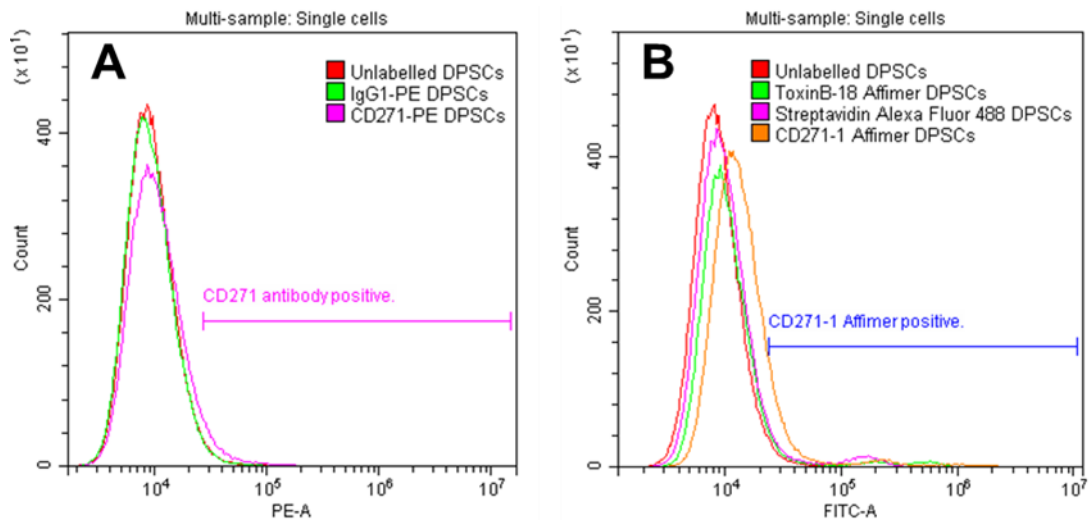 Multi-sample: Single cells
A
Unlabelled DPSCs
IgG1-PE DPSCs
CD271-PE DPSCs
(x 10¹)
400
Count
200
CD271 antibody positive.
0
10⁴
10⁵
10⁶
10⁷
PE-A
Multi-sample: Single cells
B
Unlabelled DPSCs
ToxinB-18 Affimer DPSCs
Streptavidin Alexa Fluor 488 DPSCs
CD271-1 Affimer DPSCs
(x 10¹)
400
Count
200
CD271-1 Affimer positive.
0
10⁴
10⁵
10⁶
10⁷
FITC-A